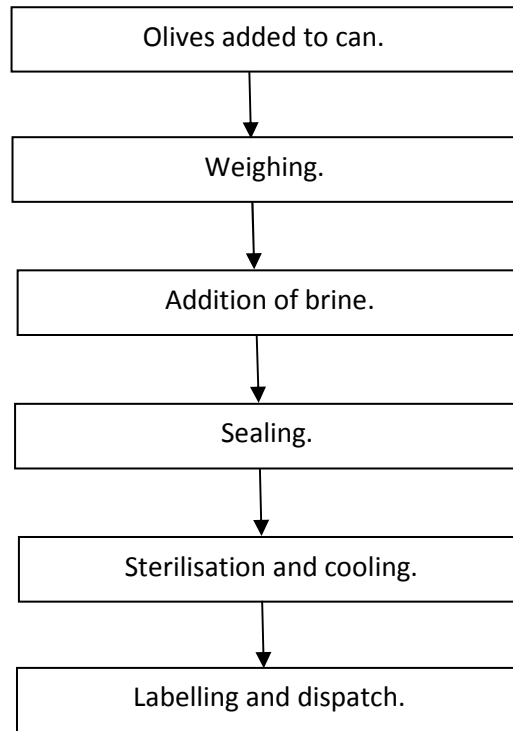 Olives added to can.
Weighing.
Addition of brine.
Sealing.
Sterilisation and cooling.
Labelling and dispatch.